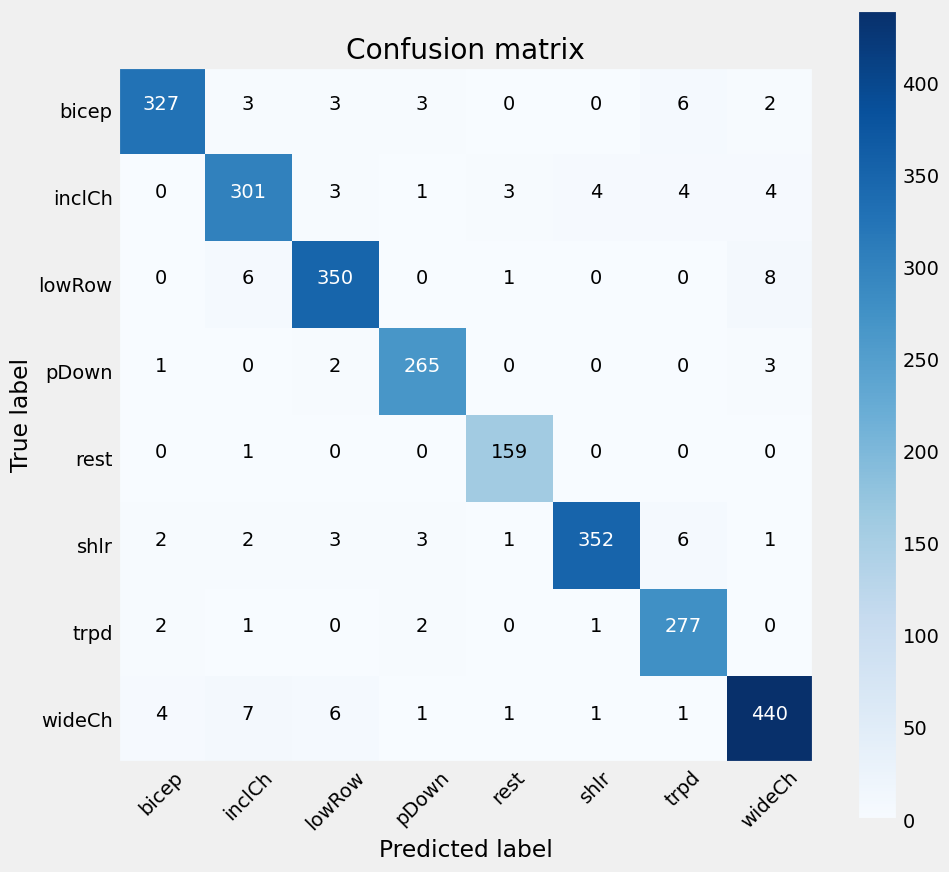 Confusion matrix
bicep 327 3 3 3 0 0 6 2
inclCh 0 301 3 1 3 4 4 4
lowRow 0 6 350 0 1 0 0 8
pDown 1 0 2 265 0 0 0 3
rest 0 1 0 0 159 0 0 0
shlr 2 2 3 3 1 352 6 1
trpd 2 1 0 2 0 1 277 0
wideCh 4 7 6 1 1 1 1 440
bicep inclCh lowRow pDown rest shlr trpd wideCh
Predicted label
True label
400
350
300
250
200
150
100
50
0